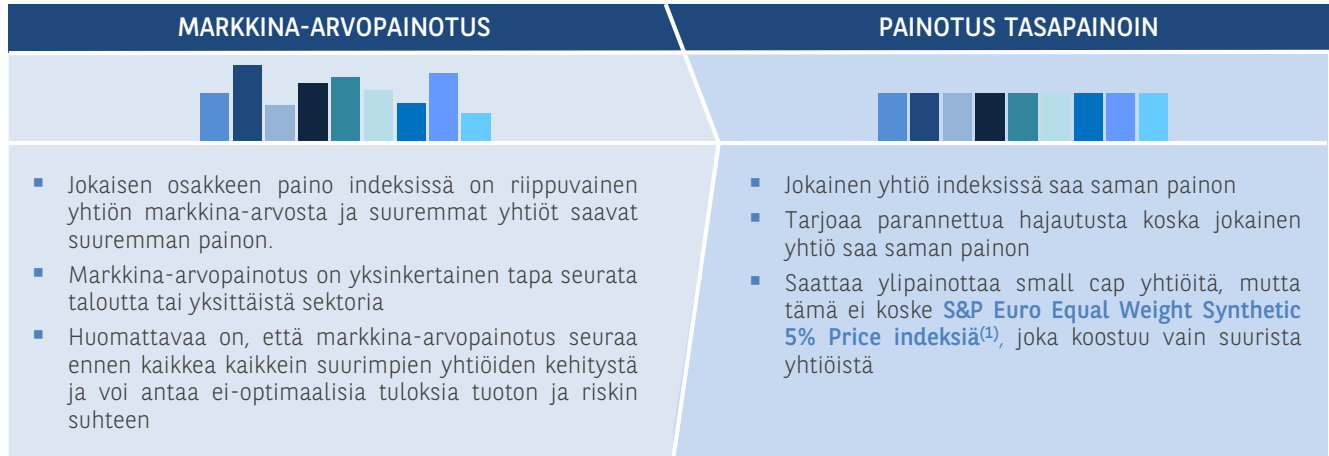 MARKKINA-ARVOPAINOTUS
Jokaisen osakkeen paino indeksissä on riippuvainen
yhtiön markkina-arvosta ja suuremmat yhtiöt saavat
suuremman painon.
Markkina-arvopainotus on yksinkertainen tapa seurata
taloutta tai yksittäistä sektoria
Huomattavaa on, että markkina-arvopainotus seuraa
ennen kaikkea kaikkein suurimpien yhtiöiden kehitystä
ja voi antaa ei-optimaalisia tuloksia tuoton ja riskin
suhteen
PAINOTUS TASAPAINOIN
Jokainen yhtiö indeksissä saa saman painon
Tarjoaa parannettua hajautusta koska jokainen
yhtiö saa saman painon
Saattaa ylipainottaa small cap yhtiöitä, mutta
tämä ei koske S&P Euro Equal Weight Synthetic
5% Price indeksiä(1), joka koostuu vain suurista
yhtiöistä